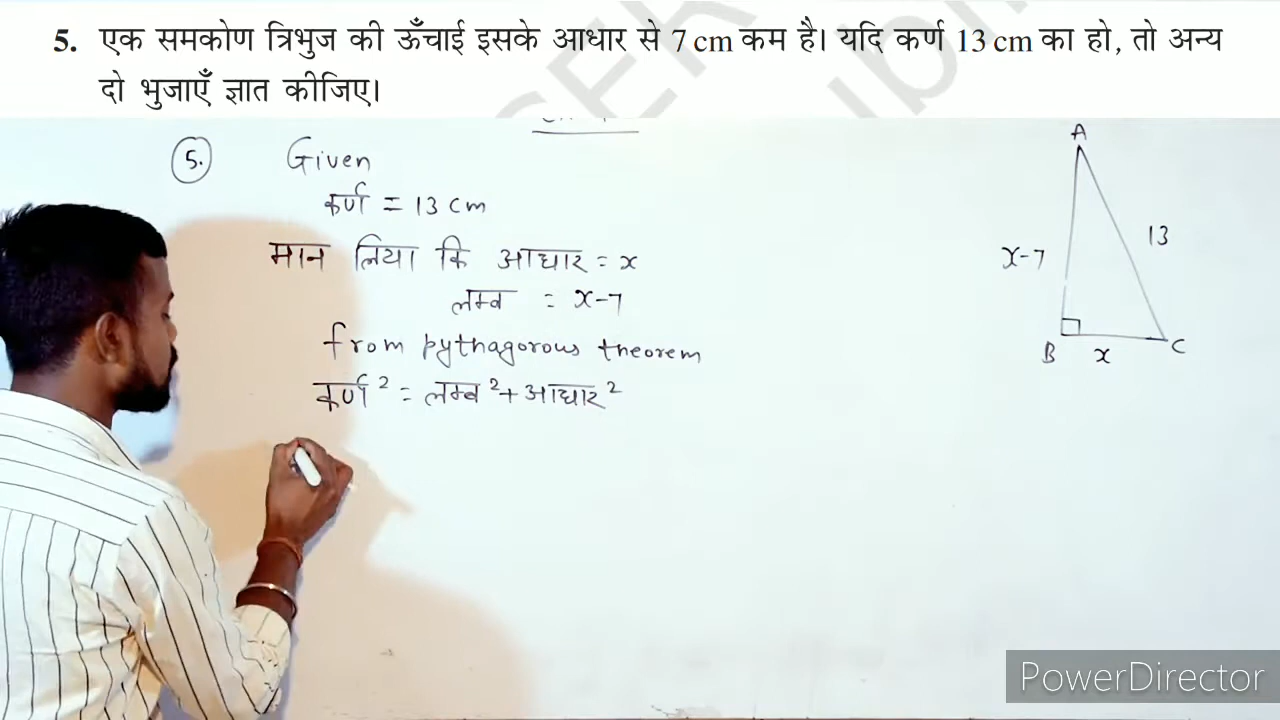 5. एक समकोण त्रिभुज की ऊँचाई इसके आधार से 7 cm कम है। यदि कर्ण 13 cm का हो, तो अन्य
दो भुजाएँ ज्ञात कीजिए।
5. Given
कर्ण = 13 cm
मान लिया कि आधार = x
लम्ब = x-7
from pythagorous theorem
कर्ण² = लम्ब² + आधार²
A
13
x-7
B x C
PowerDirector